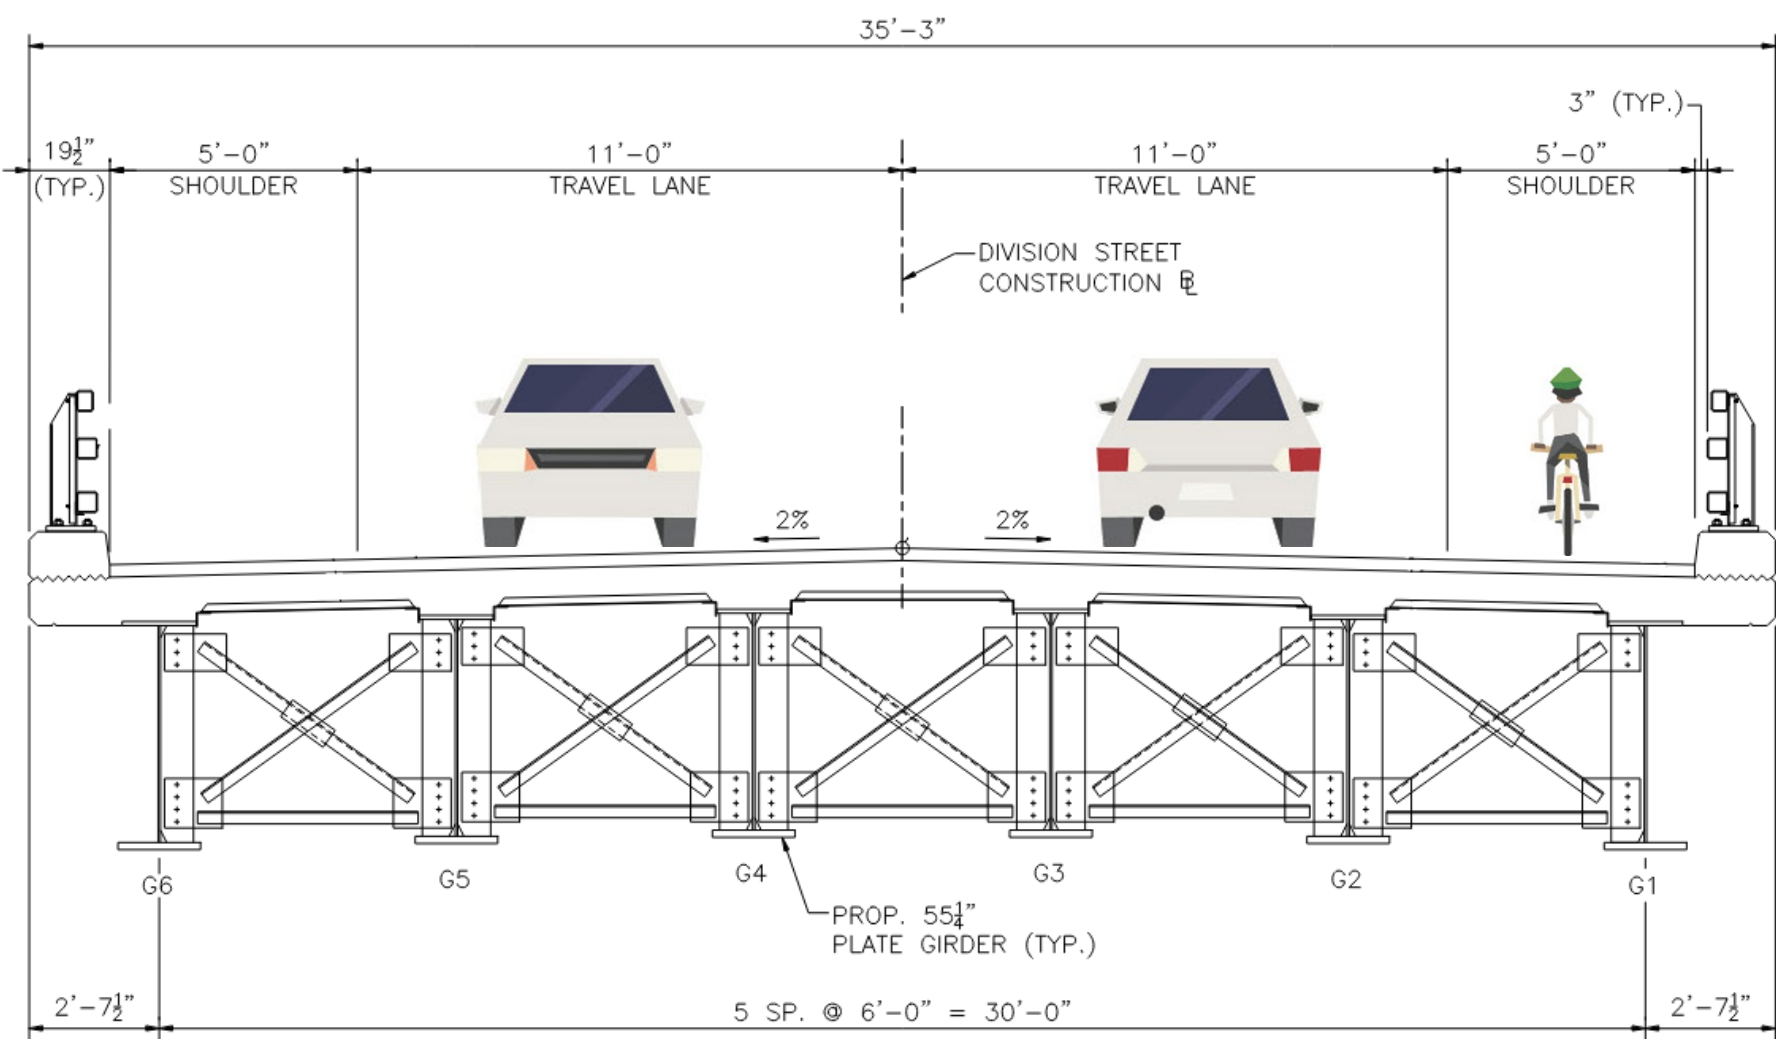 35'-3"
3" (TYP.)
19½" 5'-0" 11'-0" 11'-0" 5'-0"
(TYP.) SHOULDER TRAVEL LANE TRAVEL LANE SHOULDER
DIVISION STREET
CONSTRUCTION ⅊
2% 2%
G6 G5 G4 G3 G2 G1
PROP. 55¼"
PLATE GIRDER (TYP.)
2'-7½" 5 SP. @ 6'-0" = 30'-0" 2'-7½"